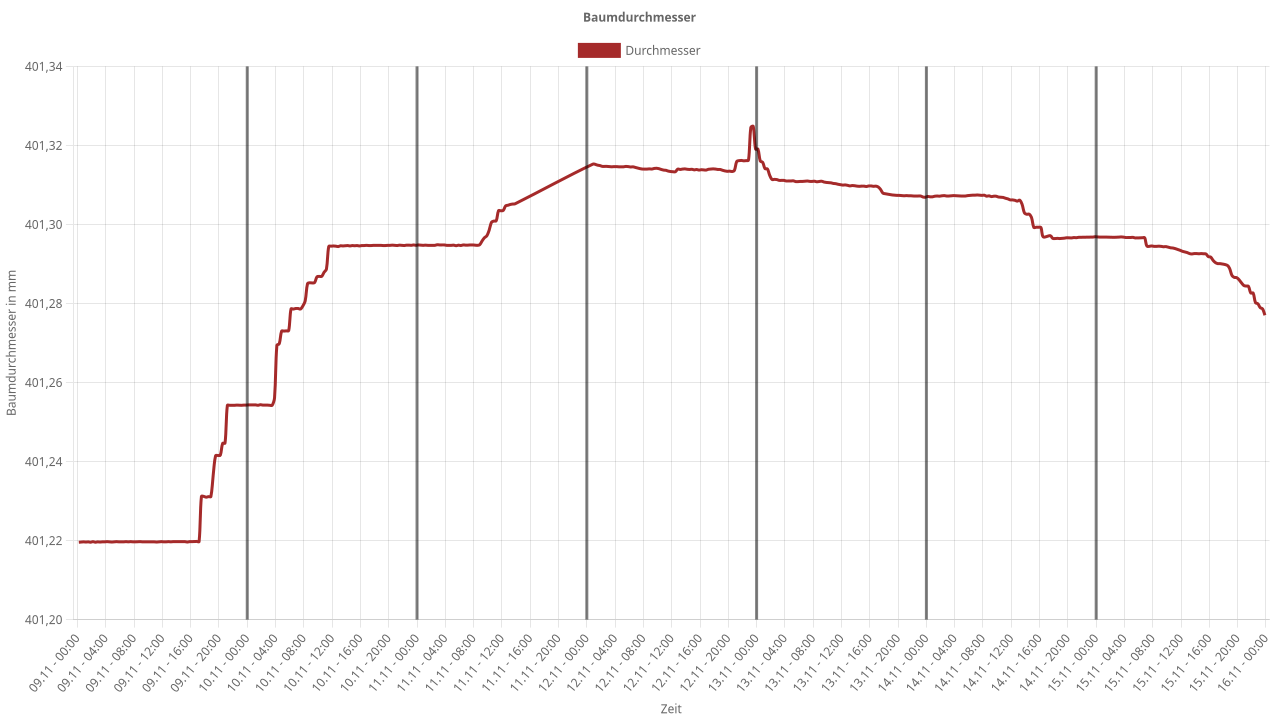 Baumdurchmesser
Durchmesser
401,34
401,32
401,30
401,28
401,26
401,24
401,22
401,20
Baumdurchmesser in mm
09.11 - 00:00
09.11 - 04:00
09.11 - 08:00
09.11 - 12:00
09.11 - 16:00
09.11 - 20:00
10.11 - 00:00
10.11 - 04:00
10.11 - 08:00
10.11 - 12:00
10.11 - 16:00
10.11 - 20:00
11.11 - 00:00
11.11 - 04:00
11.11 - 08:00
11.11 - 12:00
11.11 - 16:00
11.11 - 20:00
12.11 - 00:00
12.11 - 04:00
12.11 - 08:00
12.11 - 12:00
12.11 - 16:00
12.11 - 20:00
13.11 - 00:00
13.11 - 04:00
13.11 - 08:00
13.11 - 12:00
13.11 - 16:00
13.11 - 20:00
14.11 - 00:00
14.11 - 04:00
14.11 - 08:00
14.11 - 12:00
14.11 - 16:00
14.11 - 20:00
15.11 - 00:00
15.11 - 04:00
15.11 - 08:00
15.11 - 12:00
15.11 - 16:00
15.11 - 20:00
16.11 - 00:00
Zeit